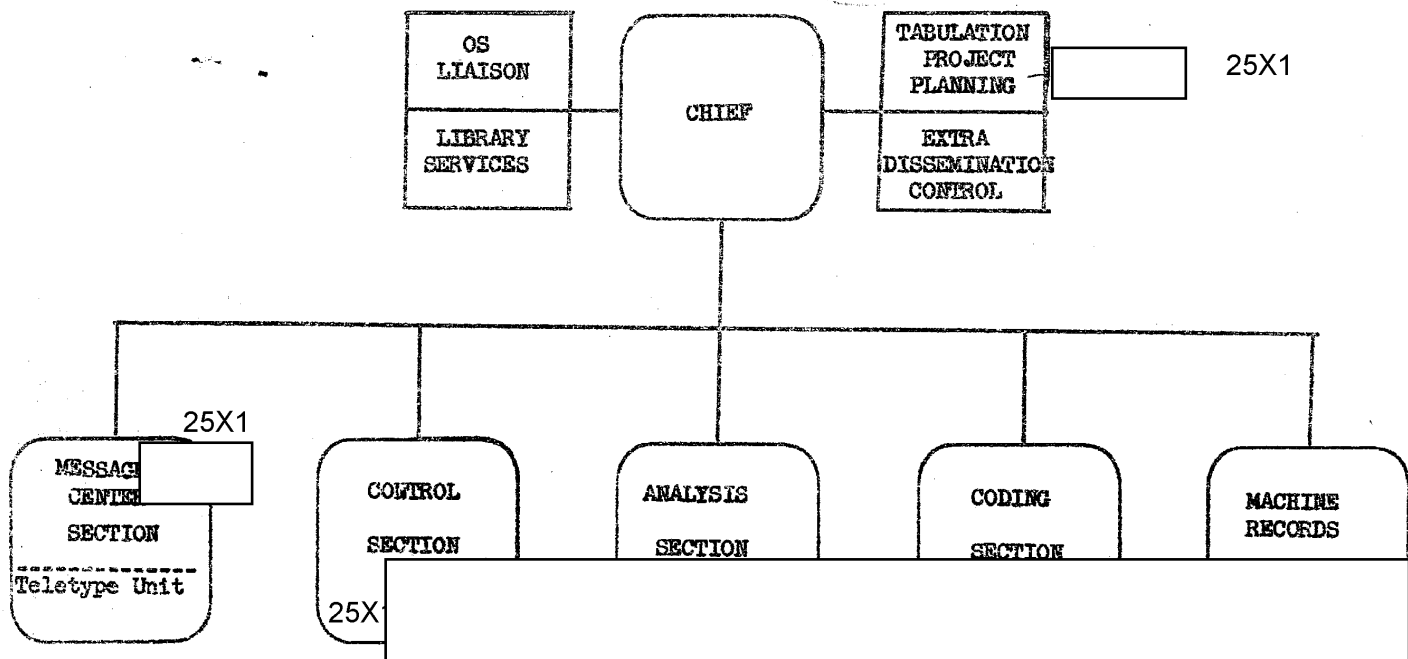 OS
LIAISON
LIBRARY
SERVICES
CHIEF
TABULATION
PROJECT
PLANNING
25X1
EXTRA
DISSEMINATION
CONTROL
25X1
MESSAGE
CENTER
SECTION
Teletype Unit
CONTROL
SECTION
25X1
ANALYSIS
SECTION
CODING
SECTION
MACHINE
RECORDS